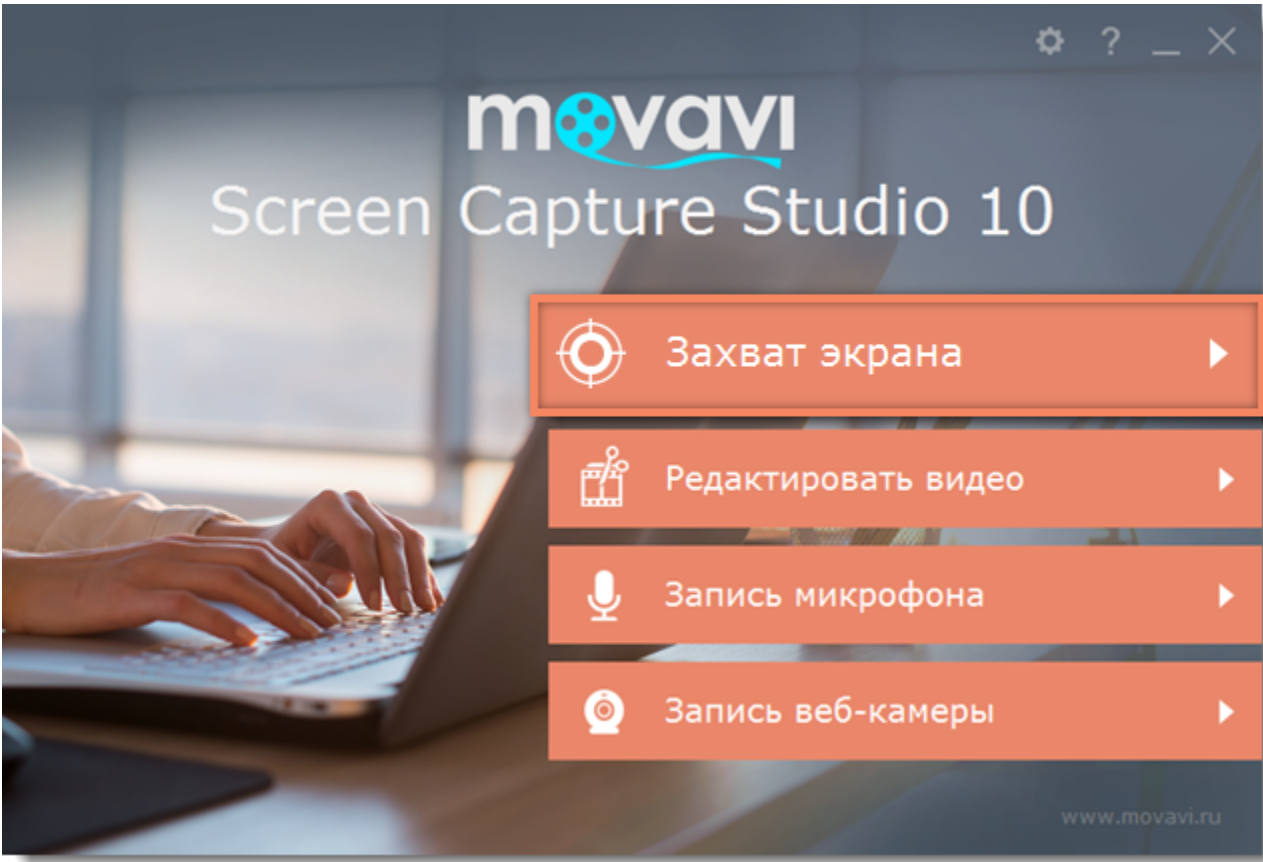 movavi
Screen Capture Studio 10
Захват экрана
Редактировать видео
Запись микрофона
Запись веб-камеры
www.movavi.ru